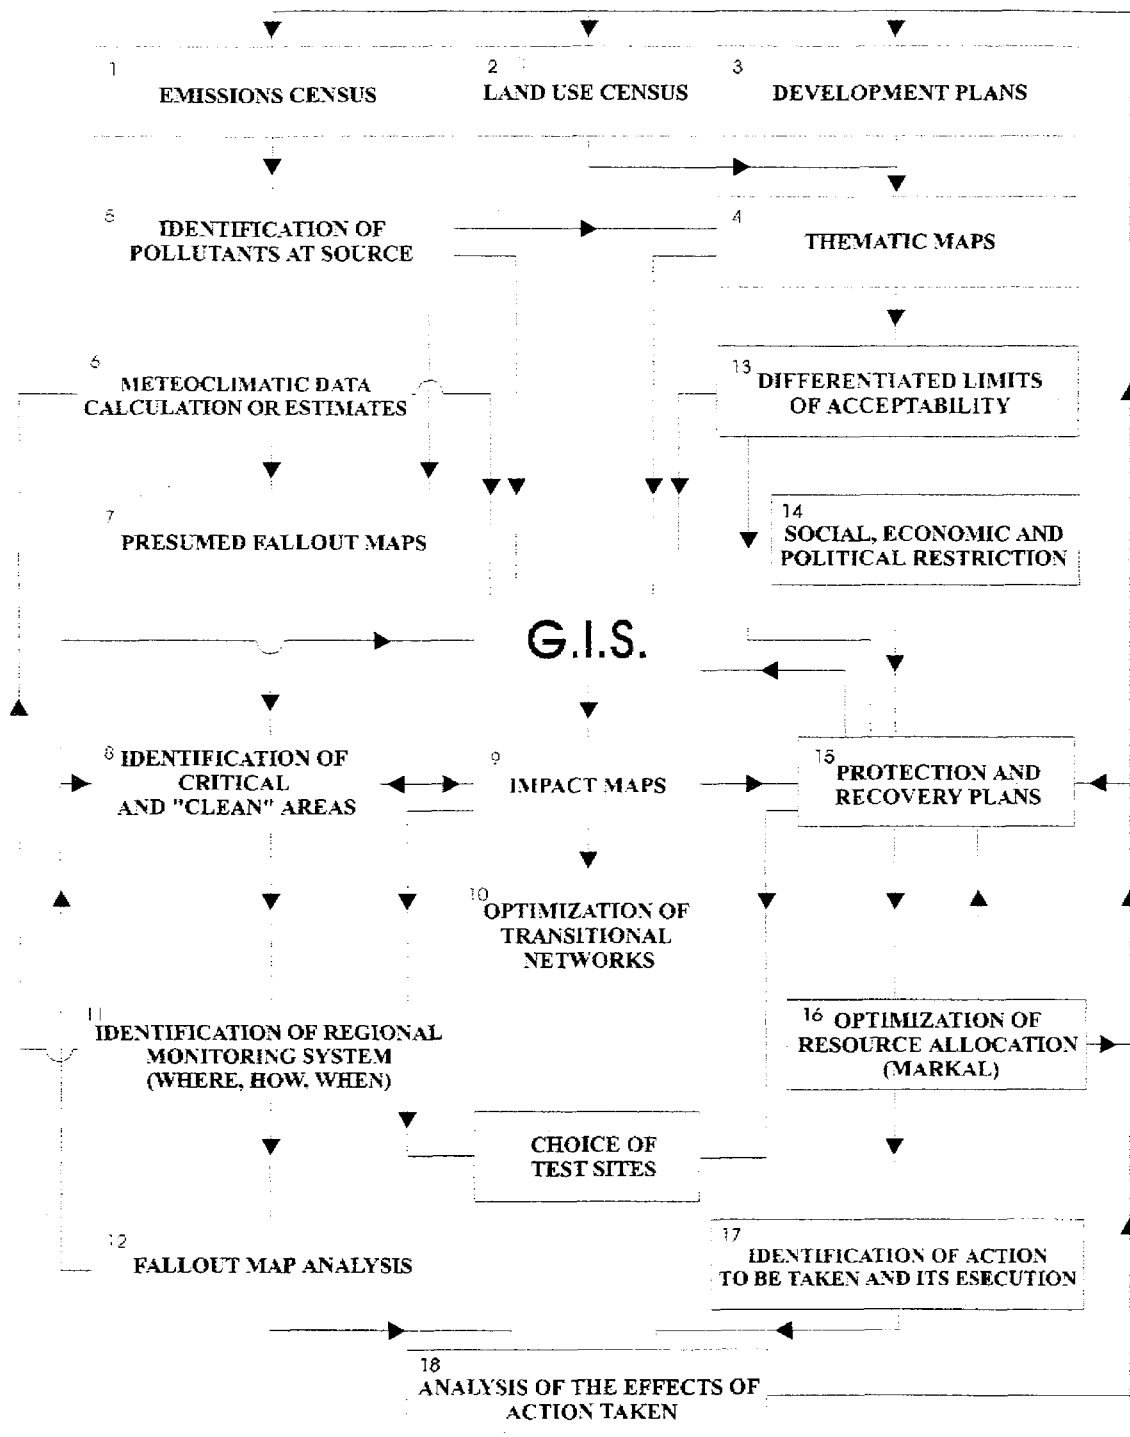 1
EMISSIONS CENSUS
2
LAND USE CENSUS
3
DEVELOPMENT PLANS
5
IDENTIFICATION OF
POLLUTANTS AT SOURCE
4
THEMATIC MAPS
6
METEOCLIMATIC DATA
CALCULATION OR ESTIMATES
13
DIFFERENTIATED LIMITS
OF ACCEPTABILITY
7
PRESUMED FALLOUT MAPS
14
SOCIAL, ECONOMIC AND
POLITICAL RESTRICTION
G.I.S.
8
IDENTIFICATION OF
CRITICAL
AND "CLEAN" AREAS
9
IMPACT MAPS
15
PROTECTION AND
RECOVERY PLANS
10
OPTIMIZATION OF
TRANSITIONAL
NETWORKS
11
IDENTIFICATION OF REGIONAL
MONITORING SYSTEM
(WHERE, HOW, WHEN)
16
OPTIMIZATION OF
RESOURCE ALLOCATION
(MARKAL)
CHOICE OF
TEST SITES
12
FALLOUT MAP ANALYSIS
17
IDENTIFICATION OF ACTION
TO BE TAKEN AND ITS ESECUTION
18
ANALYSIS OF THE EFFECTS OF
ACTION TAKEN